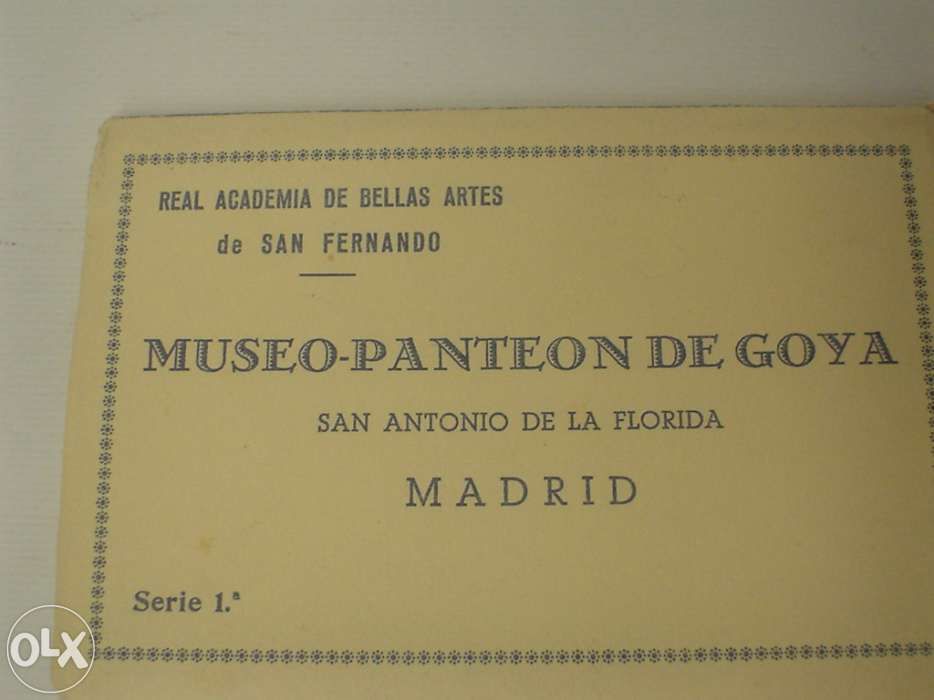 REAL ACADEMIA DE BELLAS ARTES
de SAN FERNANDO
MUSEO-PANTEON DE GOYA
SAN ANTONIO DE LA FLORIDA
MADRID
Serie 1.ª
OLX